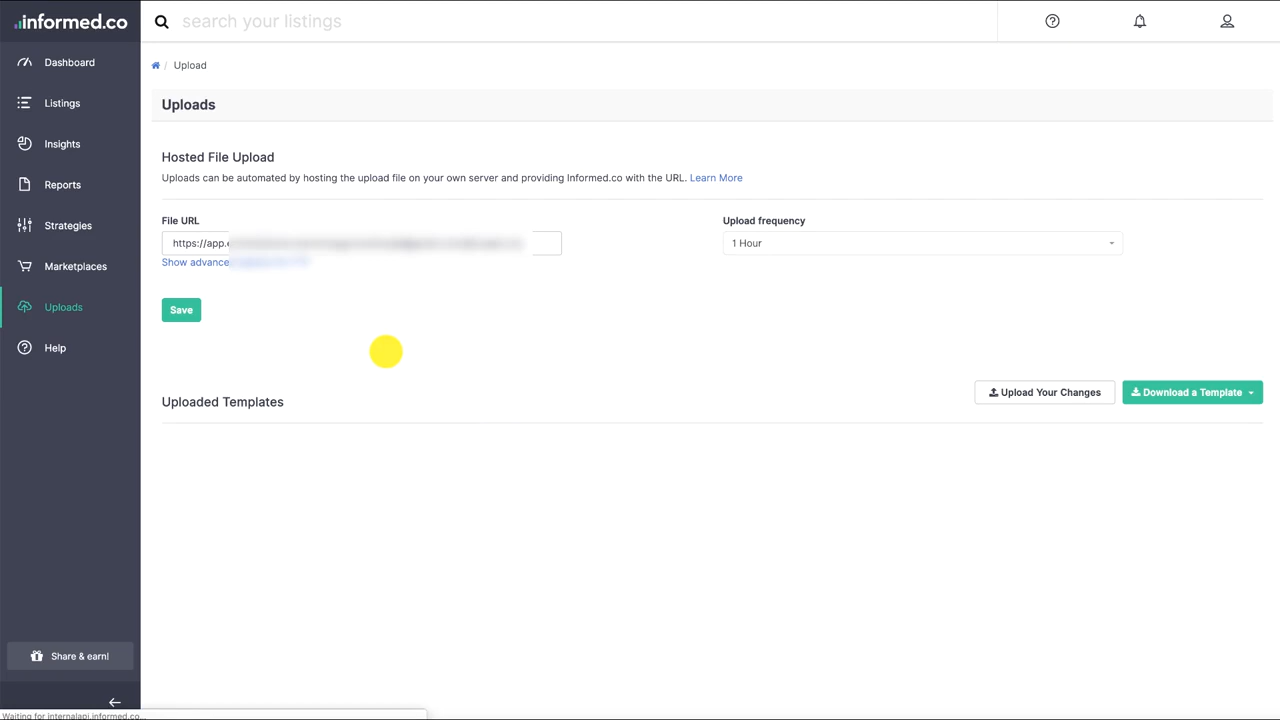 informed.co
search your listings
Dashboard
Listings
Insights
Reports
Strategies
Marketplaces
Uploads
Help
Share & earn!
/ Upload
Uploads
Hosted File Upload
Uploads can be automated by hosting the upload file on your own server and providing Informed.co with the URL. Learn More
File URL
https://app.
Show advance
Upload frequency
1 Hour
Save
Uploaded Templates
Upload Your Changes
Download a Template
Waiting for internalapi.informed.co...